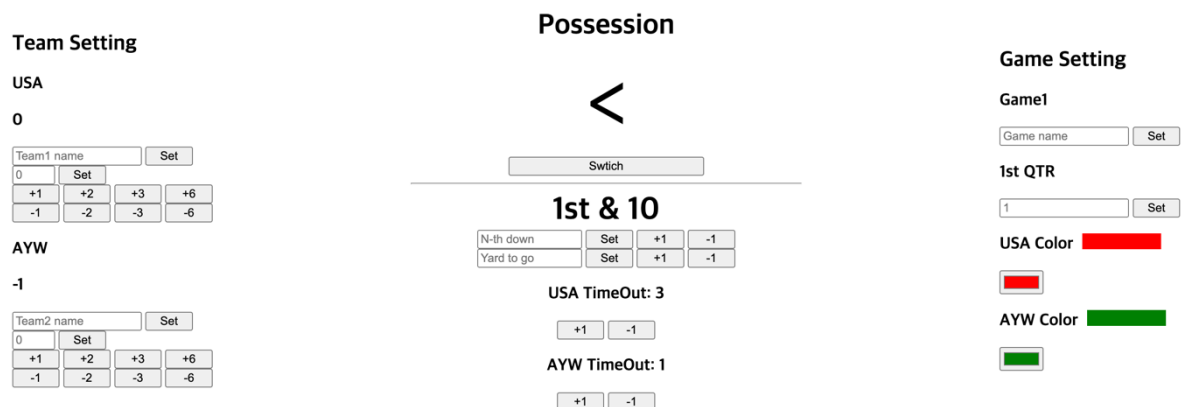 Team Setting
USA
0
Team1 name Set
0 Set
+1 +2 +3 +6
-1 -2 -3 -6
AYW
-1
Team2 name Set
0 Set
+1 +2 +3 +6
-1 -2 -3 -6
Possession
<
Swtich
1st & 10
N-th down Set +1 -1
Yard to go Set +1 -1
USA TimeOut: 3
+1 -1
AYW TimeOut: 1
+1 -1
Game Setting
Game1
Game name Set
1st QTR
1 Set
USA Color
AYW Color